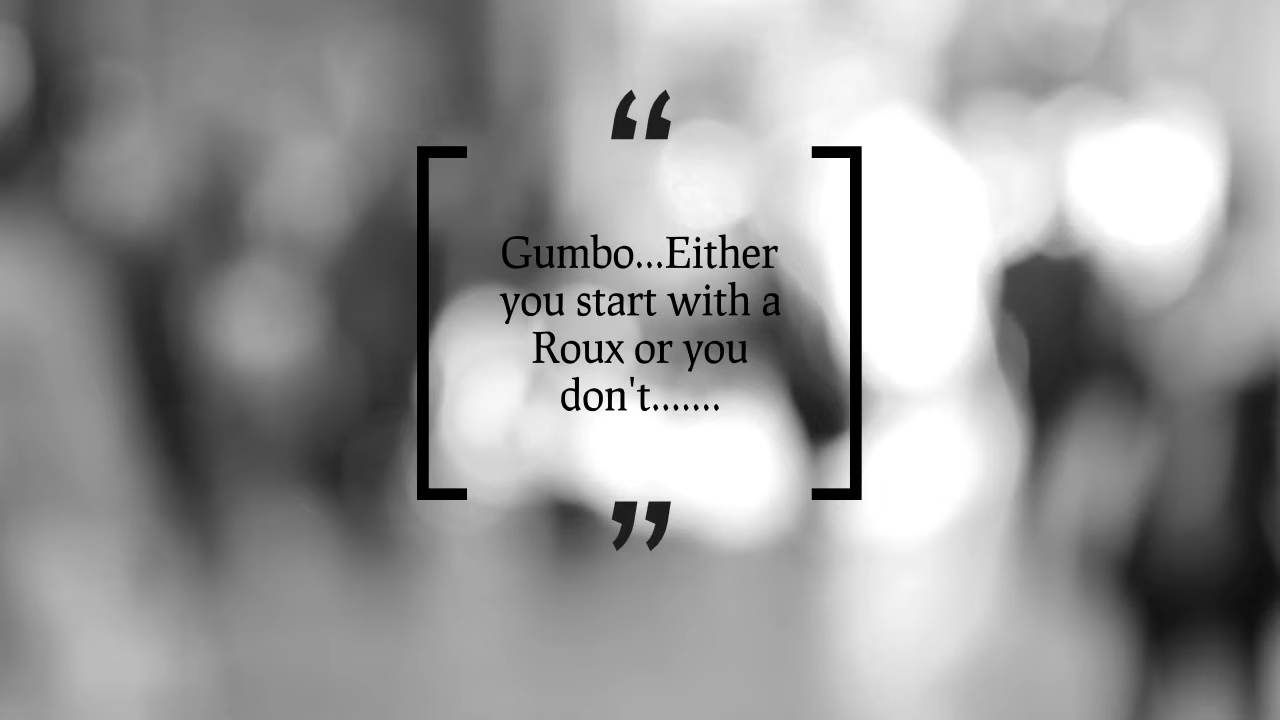 “
Gumbo...Either
you start with a
Roux or you
don't.......
”